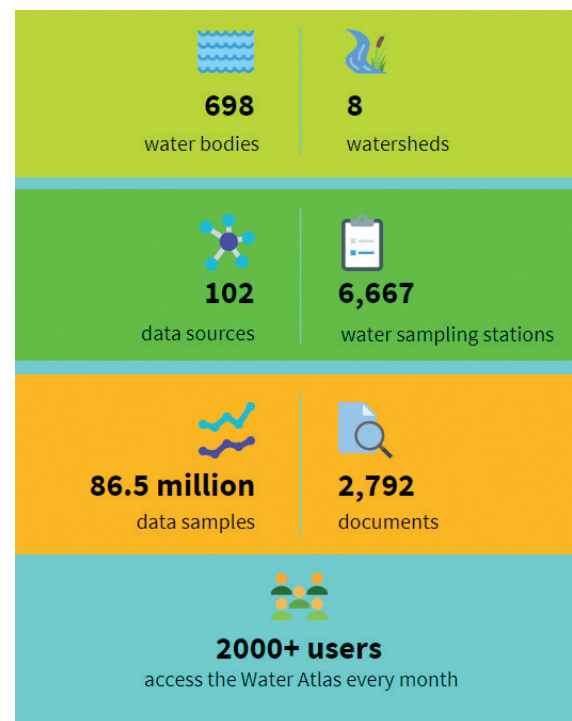 698
water bodies
8
watersheds
102
data sources
6,667
water sampling stations
86.5 million
data samples
2,792
documents
2000+ users
access the Water Atlas every month